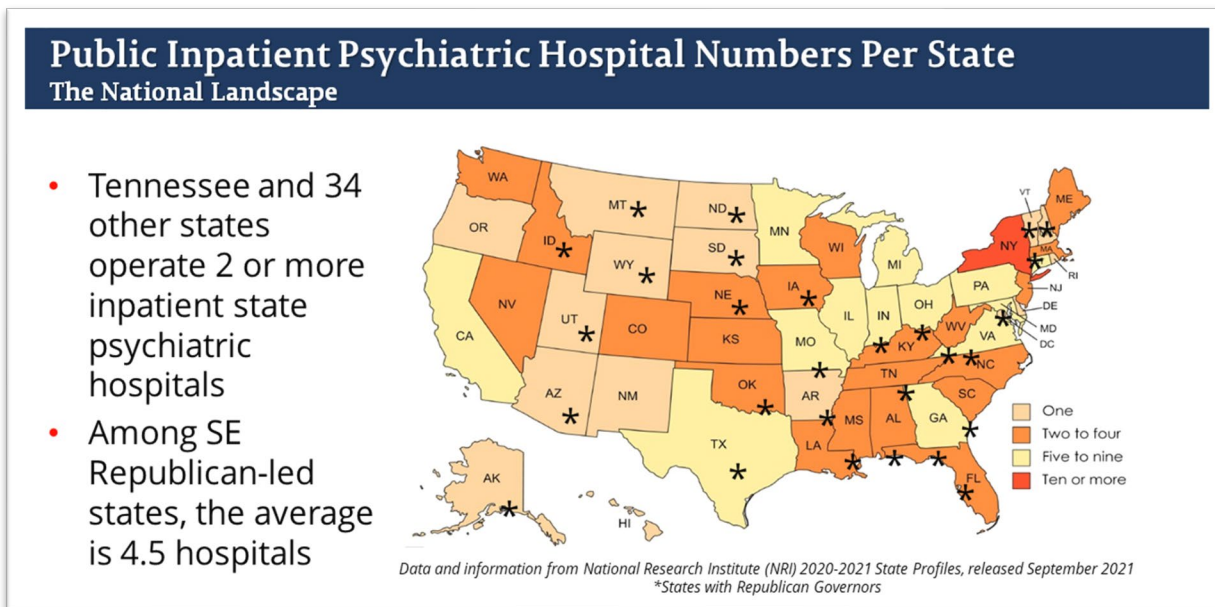 Public Inpatient Psychiatric Hospital Numbers Per State
The National Landscape
• Tennessee and 34
other states
operate 2 or more
inpatient state
psychiatric
hospitals
• Among SE
Republican-led
states, the average
is 4.5 hospitals
WA
OR
CA
NV
ID
*
MT
*
WY
*
UT
*
AZ
*
NM
CO
ND
*
SD
*
NE
*
KS
OK
*
TX
*
MN
IA
*
MO
*
AR
*
LA
*
WI
IL
MI
IN
*
OH
*
KY
TN
*
MS
*
AL
*
GA
*
FL
*
SC
NC
*
*
WV
VA
*
PA
NY
VT
*
*
ME
MA
*
RI
NJ
DE
MD
DC
AK
*
HI
One
Two to four
Five to nine
Ten or more
Data and information from National Research Institute (NRI) 2020-2021 State Profiles, released September 2021
*States with Republican Governors